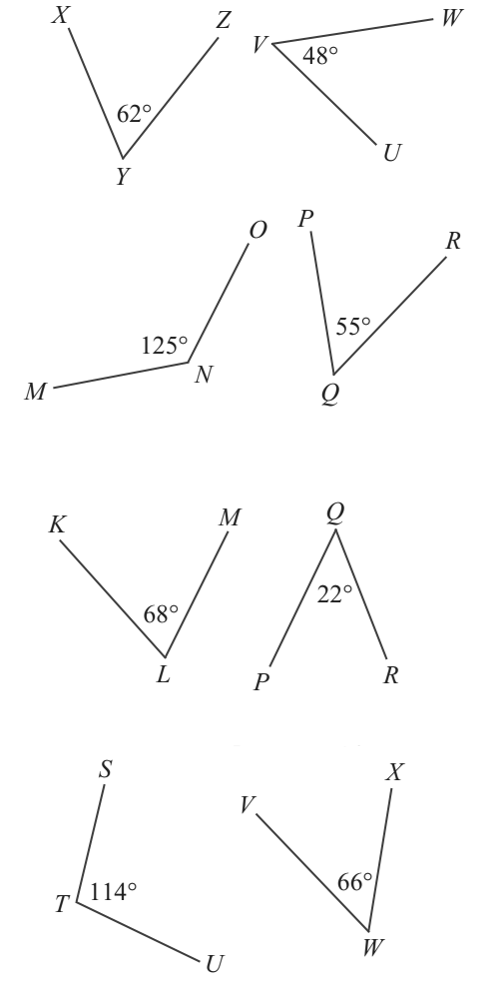 X Z
62°
Y
V W
48°
U
O
125°
M N
P R
55°
Q
K M
68°
L
Q
22°
P R
S
T 114°
U
V X
66°
W